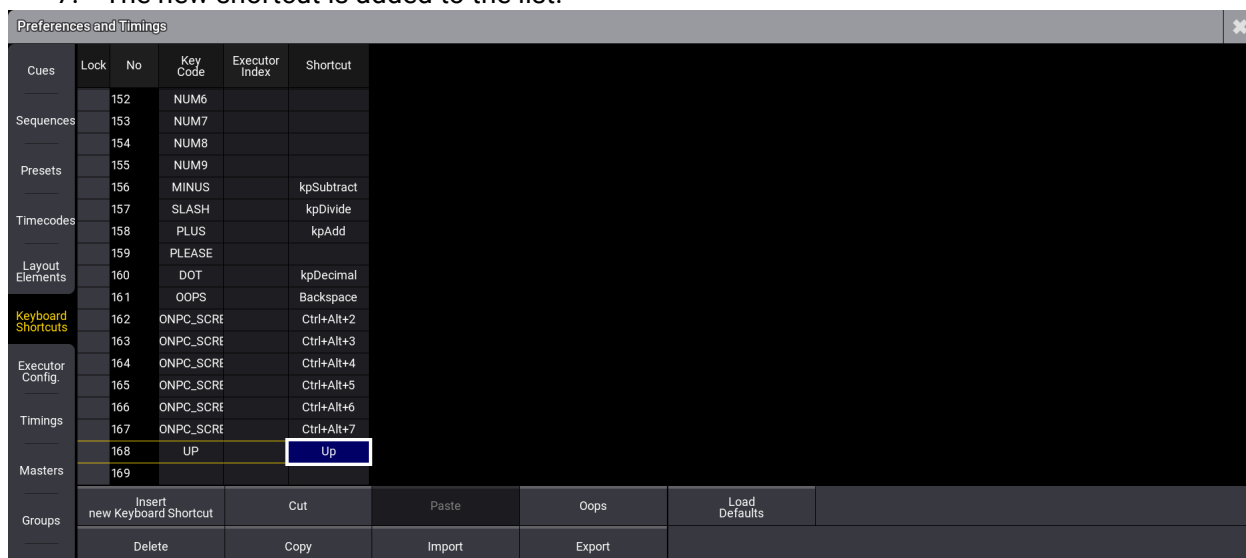 7. The new shortcut is added to the list.
Preferences and Timings
Cues
Sequences
Presets
Timecodes
Layout
Elements
Keyboard
Shortcuts
Executor
Config.
Timings
Masters
Groups
Lock No Key Code Executor Index Shortcut
152 NUM6
153 NUM7
154 NUM8
155 NUM9
156 MINUS kpSubtract
157 SLASH kpDivide
158 PLUS kpAdd
159 PLEASE
160 DOT kpDecimal
161 OOPS Backspace
162 ONPC_SCRE Ctrl+Alt+2
163 ONPC_SCRE Ctrl+Alt+3
164 ONPC_SCRE Ctrl+Alt+4
165 ONPC_SCRE Ctrl+Alt+5
166 ONPC_SCRE Ctrl+Alt+6
167 ONPC_SCRE Ctrl+Alt+7
168 UP Up
169
Insert
new Keyboard Shortcut
Cut
Paste
Oops
Load
Defaults
Delete
Copy
Import
Export